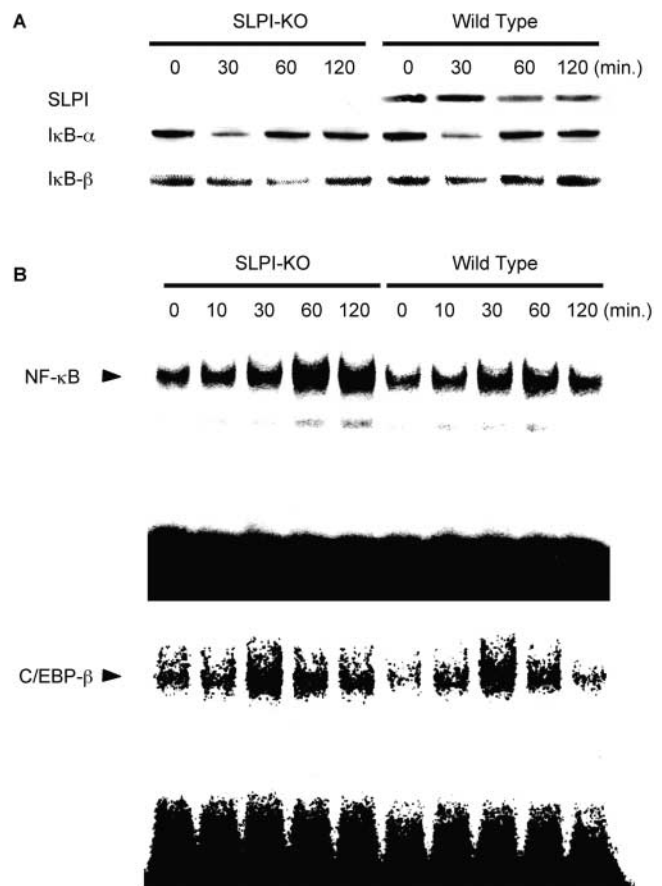 A
SLPI-KO Wild Type
0 30 60 120 0 30 60 120 (min.)
SLPI
IκB-α
IκB-β
B
SLPI-KO Wild Type
0 10 30 60 120 0 10 30 60 120 (min.)
NF-κB
C/EBP-β